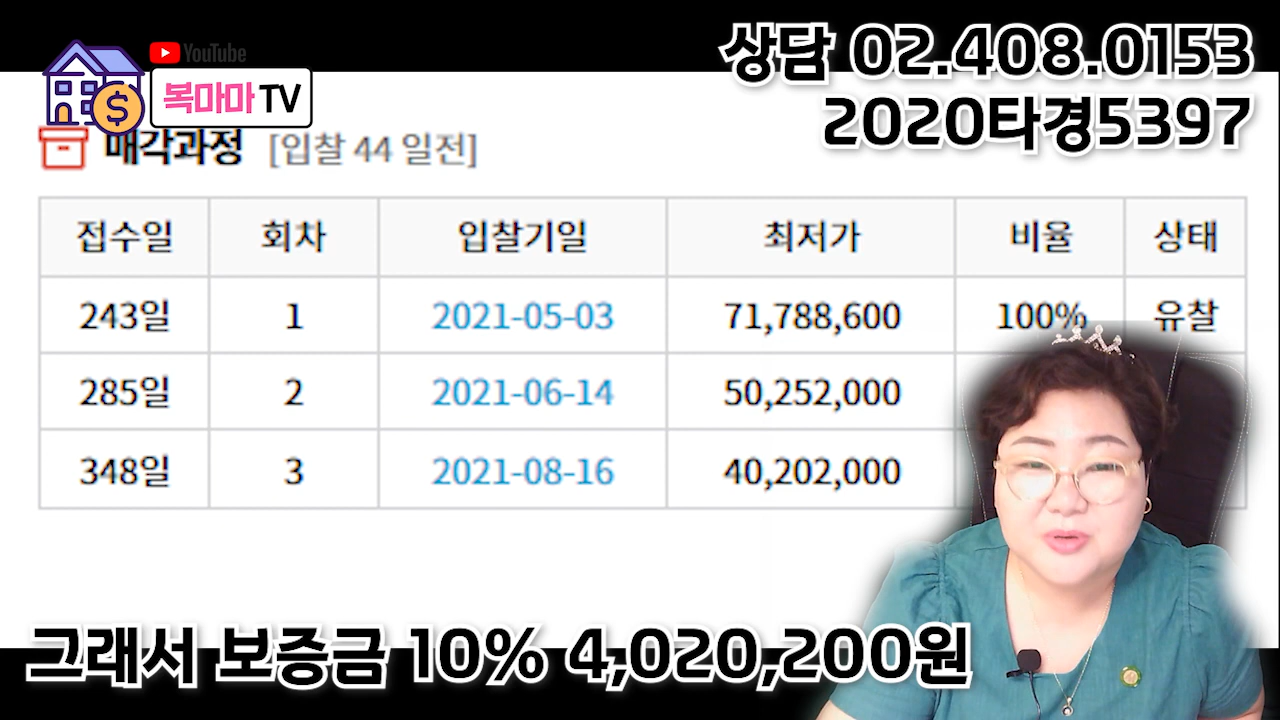 상담 02.408.0153
YouTube
복마마 TV
2020타경5397
매각과정 [입찰 44 일전]
접수일 회차 입찰기일 최저가 비율 상태
243일 1 2021-05-03 71,788,600 100% 유찰
285일 2 2021-06-14 50,252,000
348일 3 2021-08-16 40,202,000
그래서 보증금 10% 4,020,200원